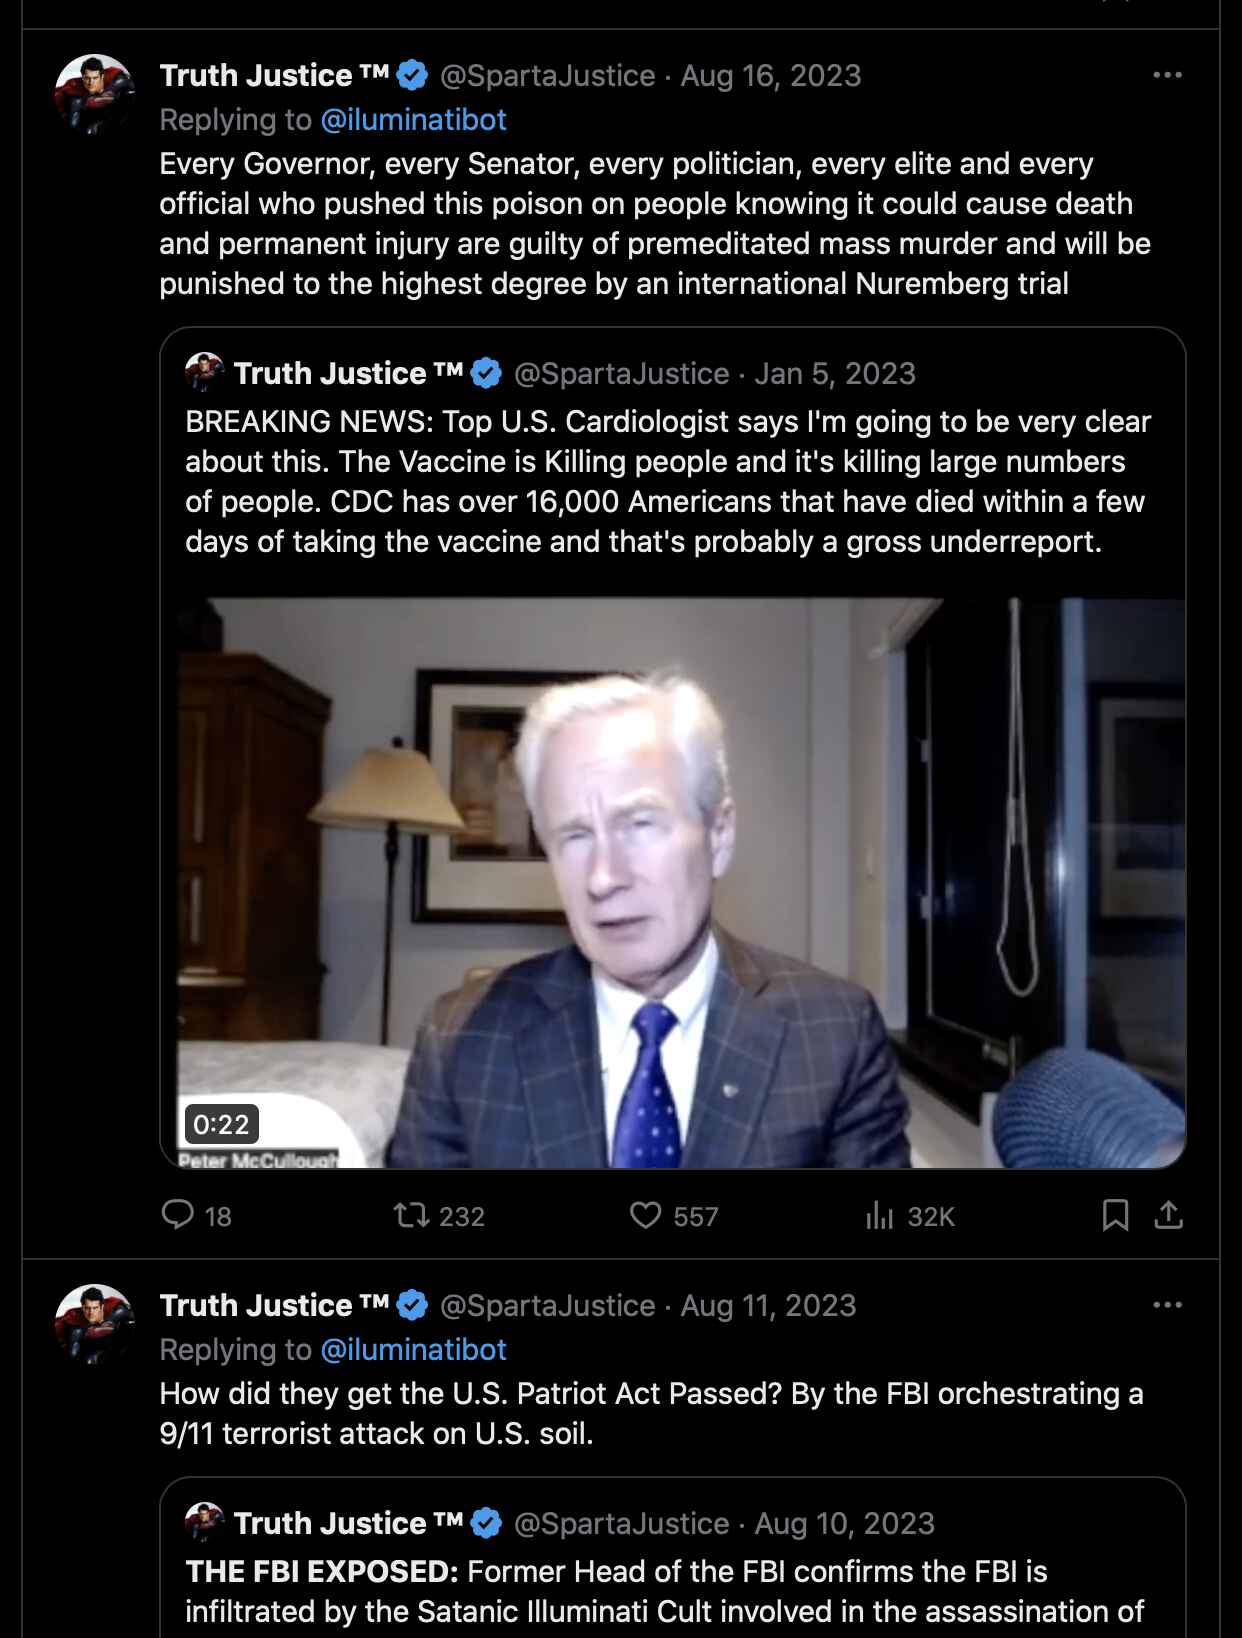 Truth Justice ™ @SpartaJustice · Aug 16, 2023
Replying to @iluminatibot
Every Governor, every Senator, every politician, every elite and every
official who pushed this poison on people knowing it could cause death
and permanent injury are guilty of premeditated mass murder and will be
punished to the highest degree by an international Nuremberg trial
Truth Justice ™ @SpartaJustice · Jan 5, 2023
BREAKING NEWS: Top U.S. Cardiologist says I'm going to be very clear
about this. The Vaccine is Killing people and it's killing large numbers
of people. CDC has over 16,000 Americans that have died within a few
days of taking the vaccine and that's probably a gross underreport.
0:22
Peter McCullough
18 232 557 32K
Truth Justice ™ @SpartaJustice · Aug 11, 2023
Replying to @iluminatibot
How did they get the U.S. Patriot Act Passed? By the FBI orchestrating a
9/11 terrorist attack on U.S. soil.
Truth Justice ™ @SpartaJustice · Aug 10, 2023
THE FBI EXPOSED: Former Head of the FBI confirms the FBI is
infiltrated by the Satanic Illuminati Cult involved in the assassination of